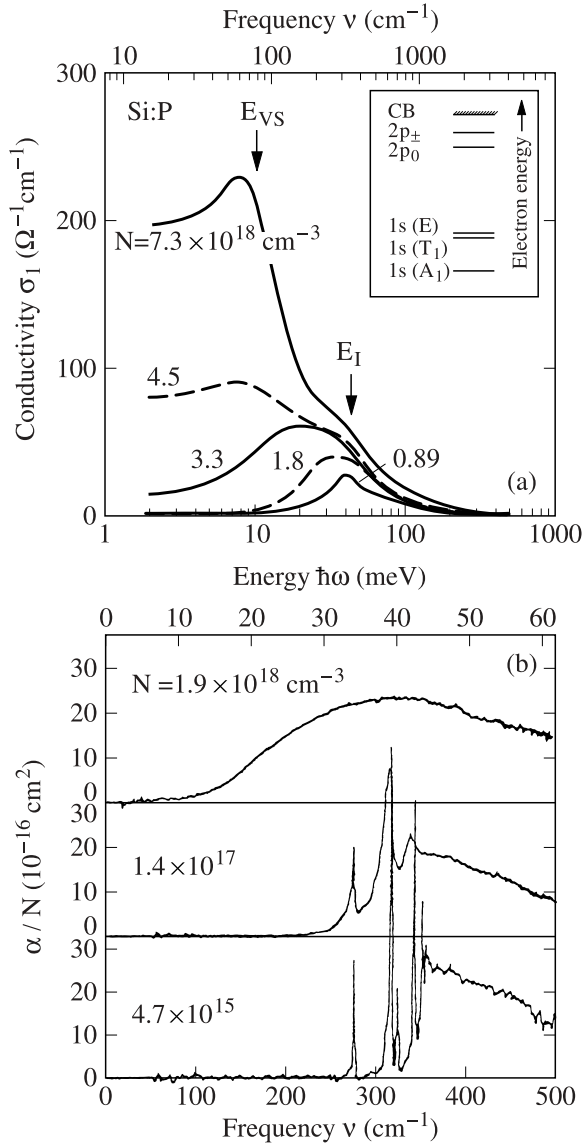 Frequency ν (cm⁻¹)
15 100 1000
300
200
100
0
Conductivity σ₁ (Ω⁻¹cm⁻¹)
Si:P
E_VS
N=7.3 × 10¹⁸ cm⁻³
4.5
3.3
1.8
0.89
E_I
(a)
CB
2p±
2p₀
1s (E)
1s (T₁)
1s (A₁)
Electron energy
1 10 100 1000
Energy ħω (meV)
0 10 20 30 40 50 60
(b)
N =1.9 × 10¹⁸ cm⁻³
30
20
10
0
1.4 × 10¹⁷
30
20
10
0
4.7 × 10¹⁵
30
20
10
0
α / N (10⁻¹⁶ cm²)
0 100 200 300 400 500
Frequency ν (cm⁻¹)